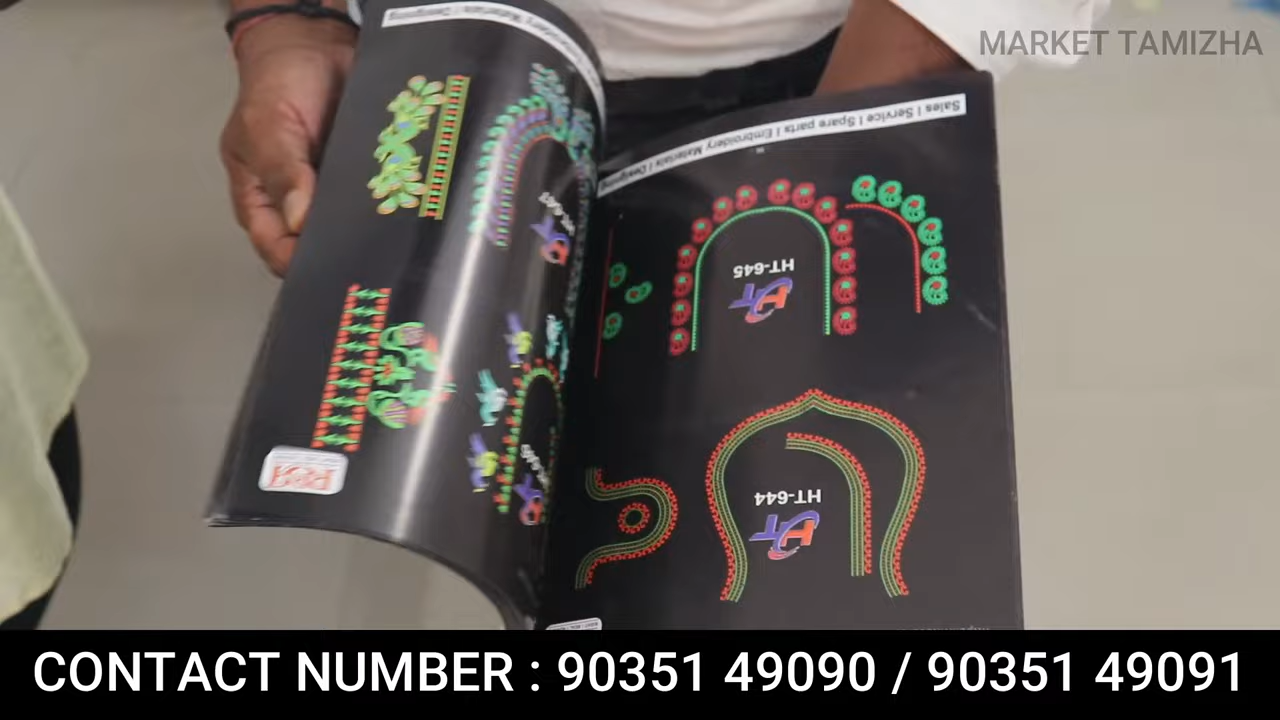 MARKET TAMIZHA
Sales | Service | Spare parts | Embroidery Materials | Designing
HT-645
HT-644
CONTACT NUMBER : 90351 49090 / 90351 49091